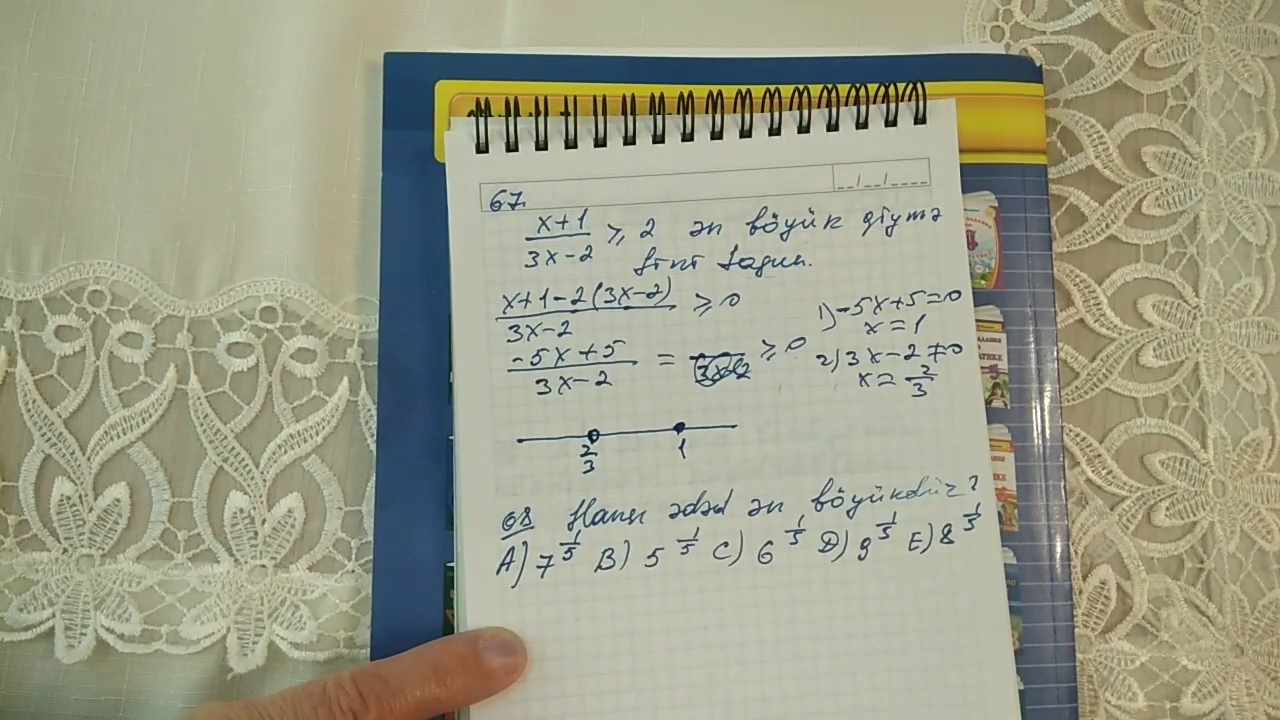 67.
x+1 / 3x-2 ≥ 2 ən böyük qiymə
tini tapın.
x+1-2(3x-2) / 3x-2 ≥ 0
-5x+5 / 3x-2 = ≥ 0
1) -5x+5=0
x=1
2) 3x-2≠0
x= 2/3
2/3 1
68 Hansı ədəd ən böyükdür?
A) 7^1/5 B) 5^1/5 C) 6^1/5 D) 9^1/5 E) 8^1/5